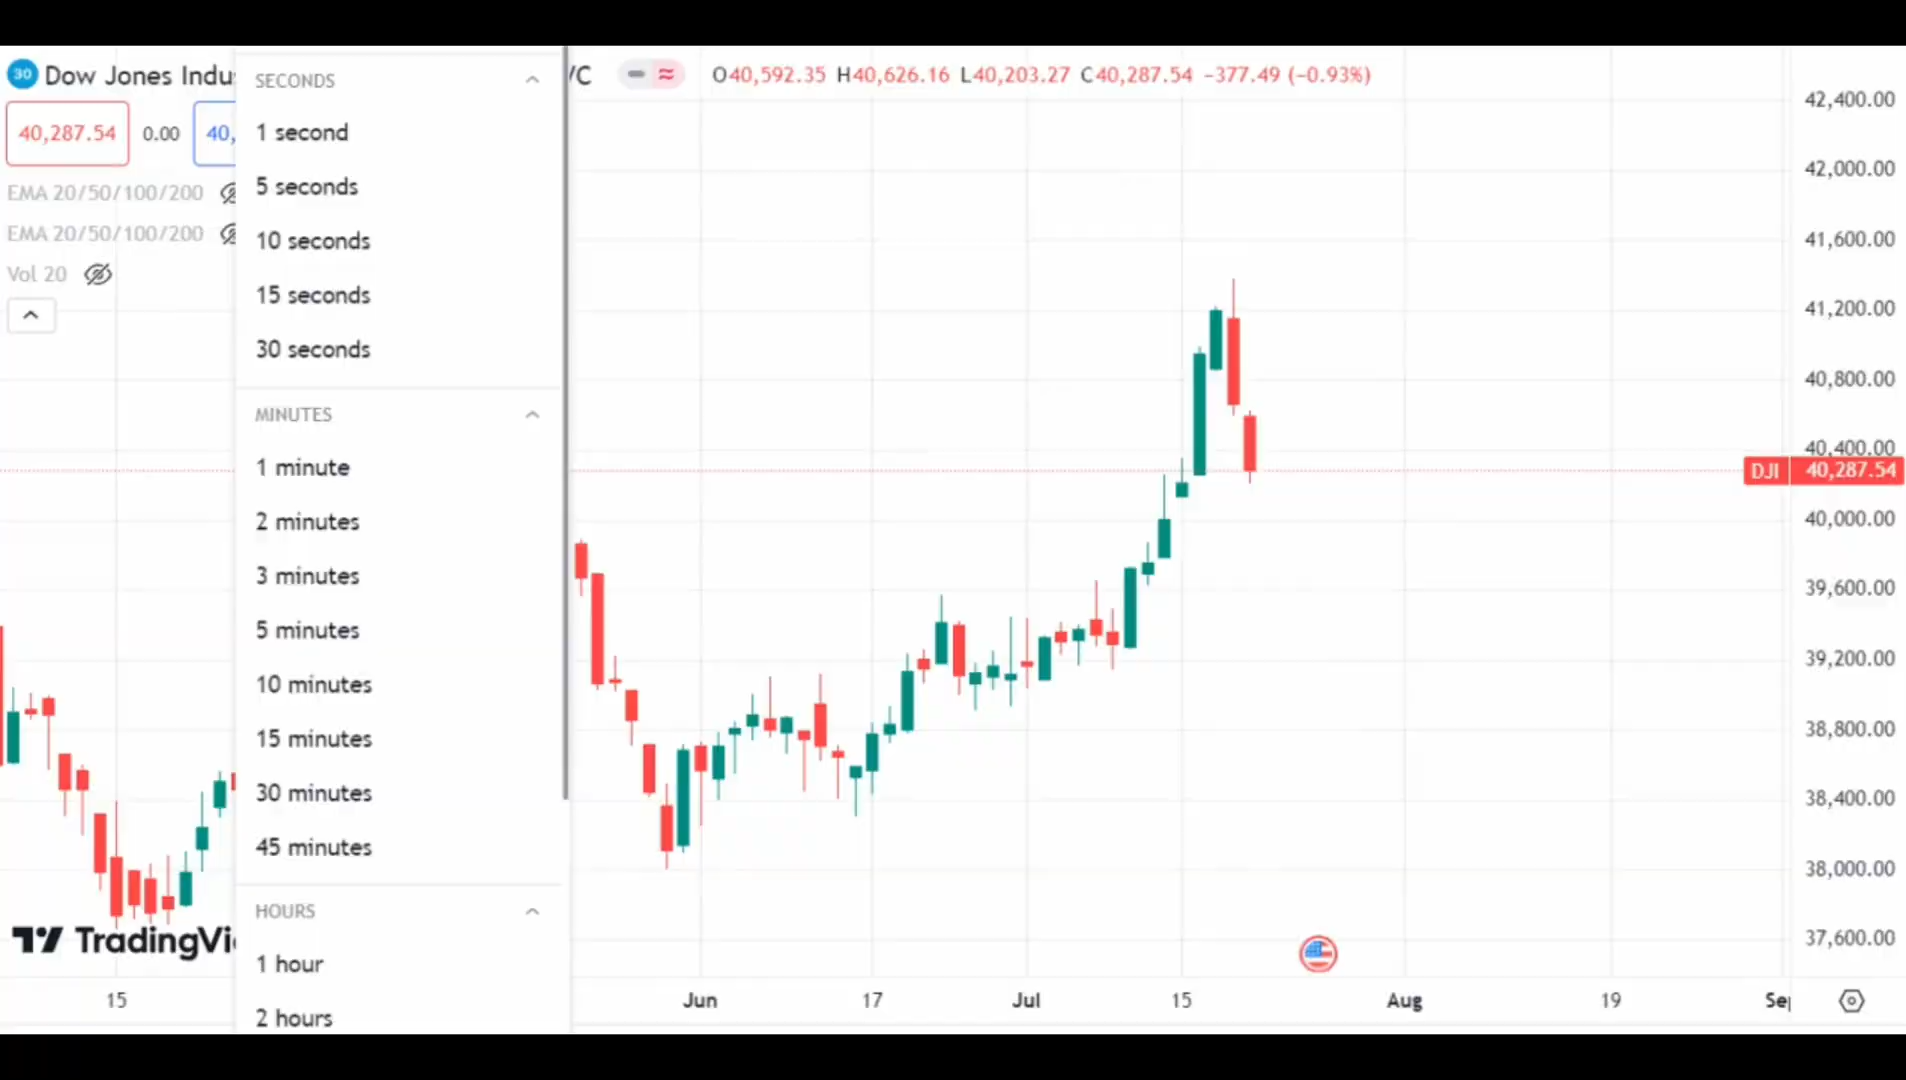 30 Dow Jones Indu
SECONDS
/C
O40,592.35 H40,626.16 L40,203.27 C40,287.54 −377.49 (−0.93%)
40,287.54
0.00
40,
EMA 20/50/100/200
EMA 20/50/100/200
Vol 20
1 second
5 seconds
10 seconds
15 seconds
30 seconds
MINUTES
1 minute
2 minutes
3 minutes
5 minutes
10 minutes
15 minutes
30 minutes
45 minutes
HOURS
1 hour
2 hours
42,400.00
42,000.00
41,600.00
41,200.00
40,800.00
40,400.00
DJI 40,287.54
40,000.00
39,600.00
39,200.00
38,800.00
38,400.00
38,000.00
37,600.00
TradingVi
15
Jun
17
Jul
15
Aug
19
Sep